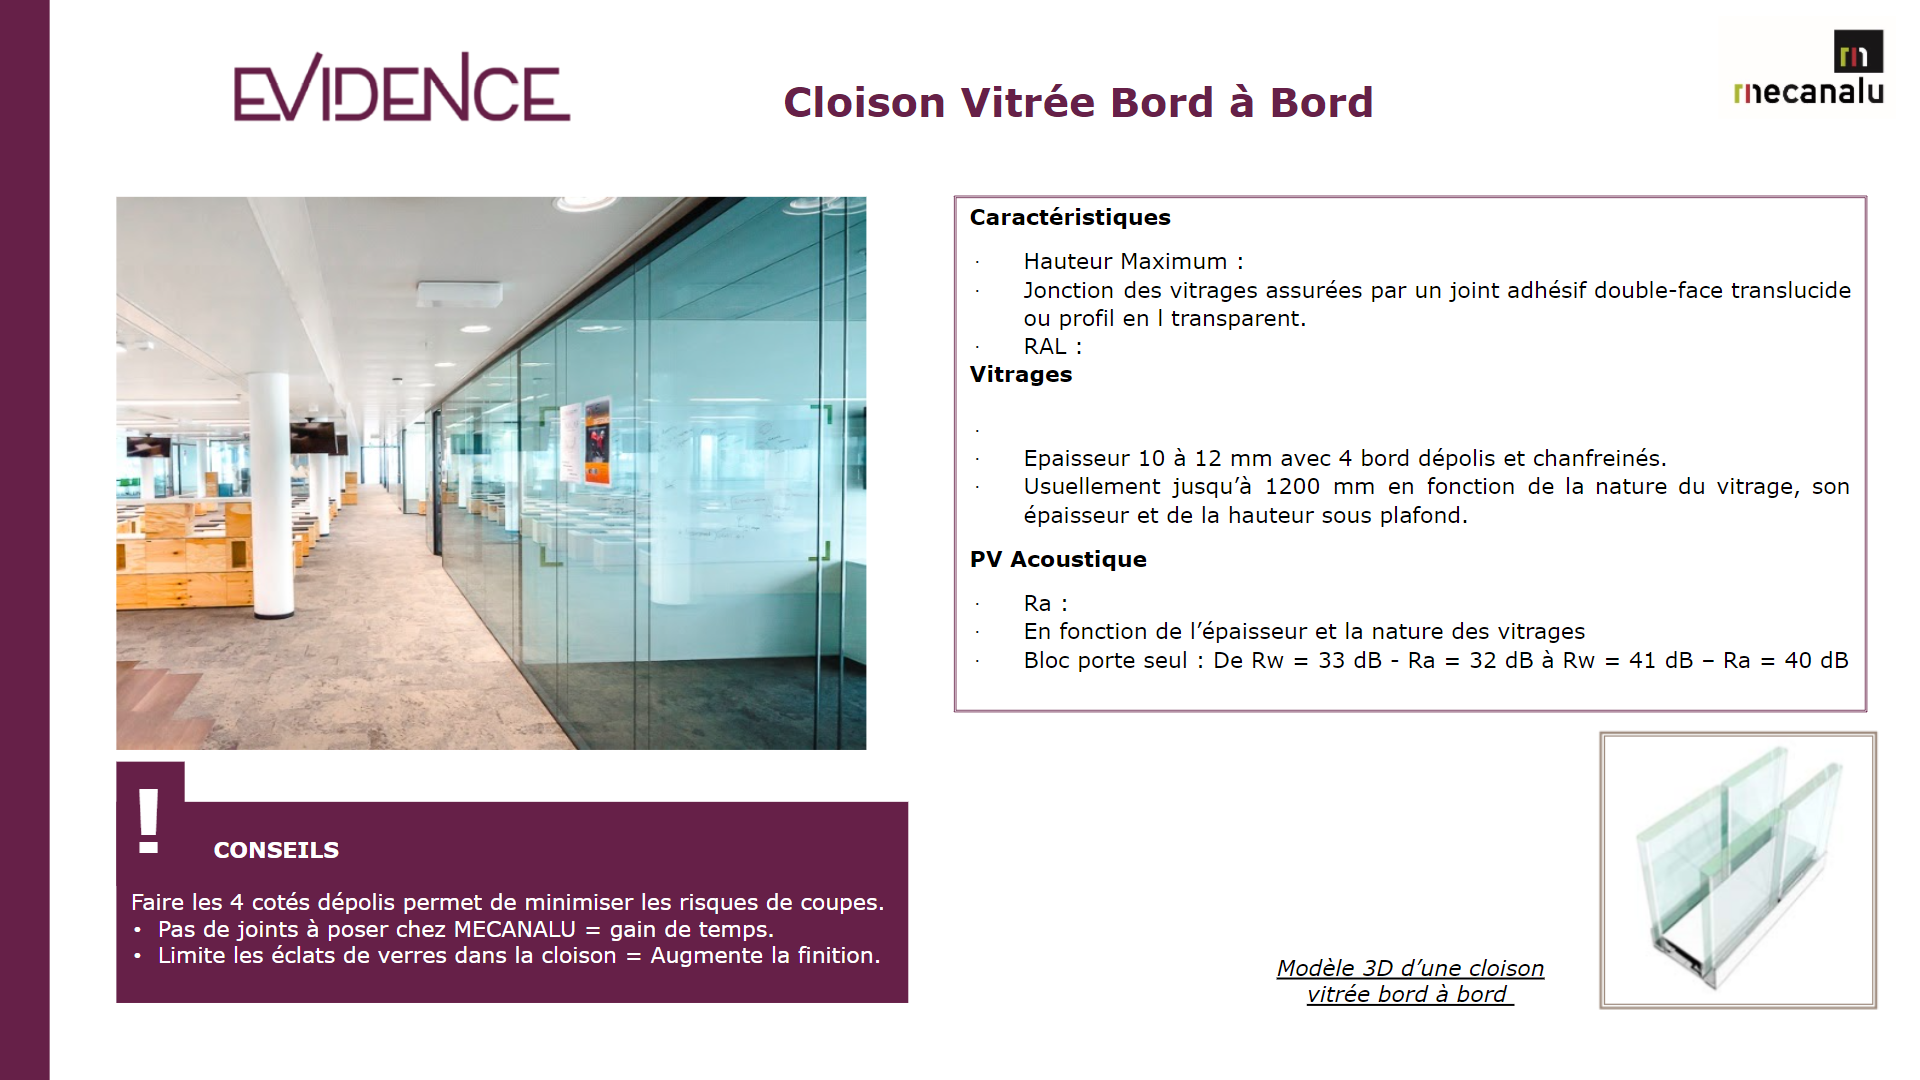 EVIDENCE
Cloison Vitrée Bord à Bord
m
mecanalu
Caractéristiques
· Hauteur Maximum :
· Jonction des vitrages assurées par un joint adhésif double-face translucide
ou profil en l transparent.
· RAL :
Vitrages
·
· Epaisseur 10 à 12 mm avec 4 bord dépolis et chanfreinés.
· Usuellement jusqu’à 1200 mm en fonction de la nature du vitrage, son
épaisseur et de la hauteur sous plafond.
PV Acoustique
· Ra :
· En fonction de l’épaisseur et la nature des vitrages
· Bloc porte seul : De Rw = 33 dB - Ra = 32 dB à Rw = 41 dB – Ra = 40 dB
!
CONSEILS
Faire les 4 cotés dépolis permet de minimiser les risques de coupes.
• Pas de joints à poser chez MECANALU = gain de temps.
• Limite les éclats de verres dans la cloison = Augmente la finition.
Modèle 3D d’une cloison
vitrée bord à bord